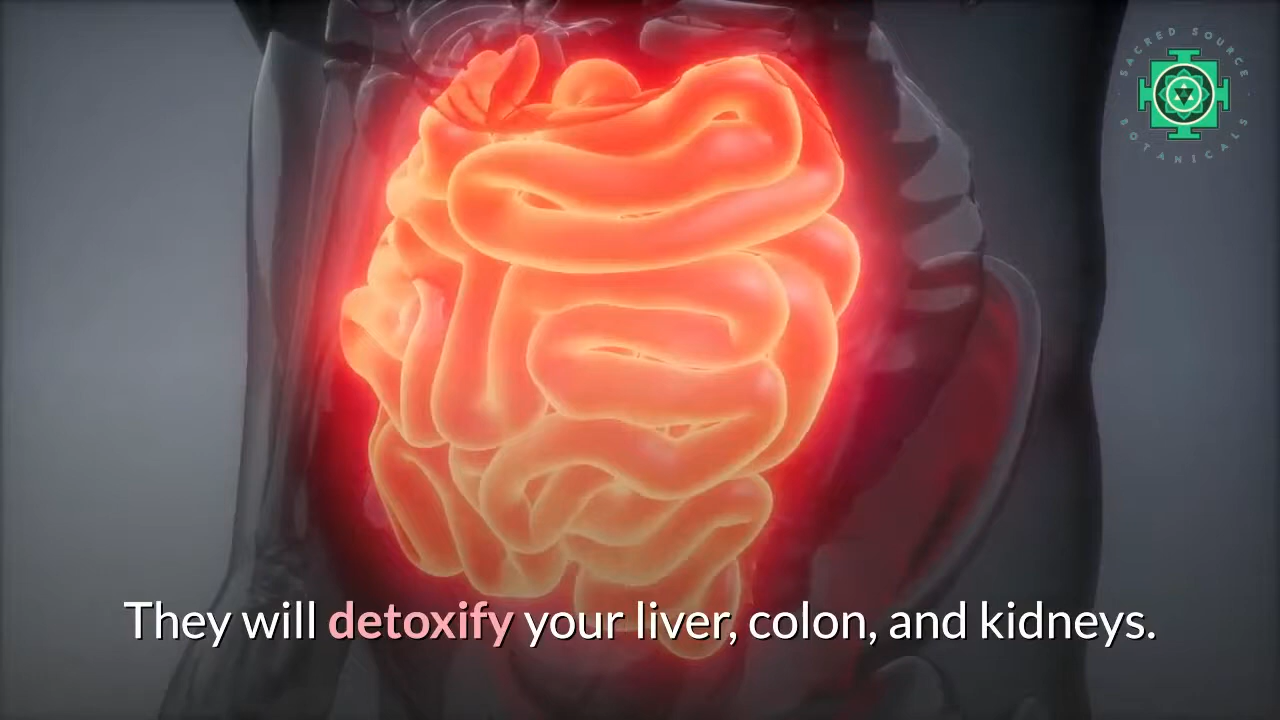 SACRED SOURCE
BOTANICALS
They will detoxify your liver, colon, and kidneys.